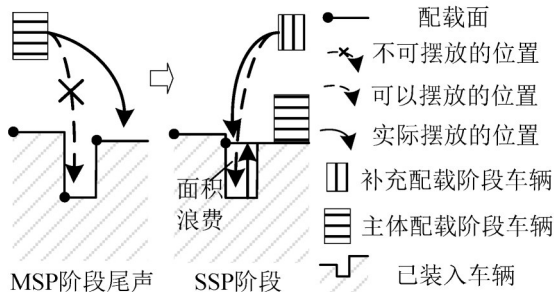 配载面
不可摆放的位置
可以摆放的位置
实际摆放的位置
补充配载阶段车辆
主体配载阶段车辆
已装入车辆
面积
浪费
MSP阶段尾声
SSP阶段